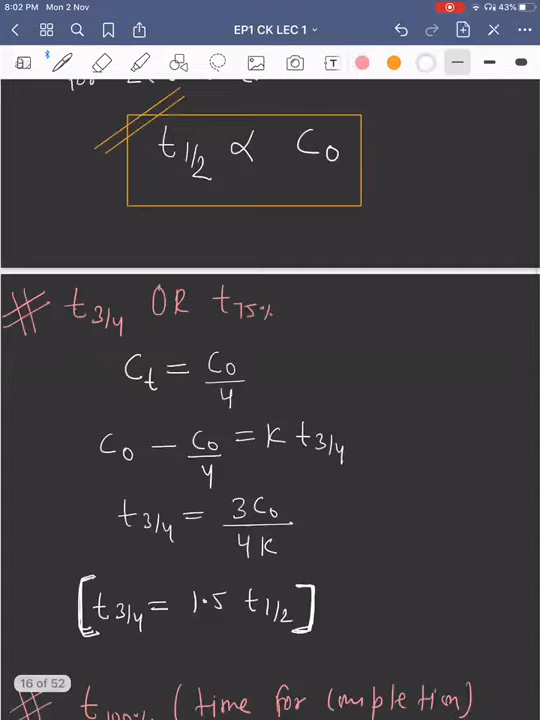 8:02 PM Mon 2 Nov 43%
EP1 CK LEC 1
T
t1/2 ∝ C0
# t3/4 OR t75%
Ct = C0/4
C0 − C0/4 = K t3/4
t3/4 = 3C0/4K
[t3/4 = 1.5 t1/2]
16 of 52
# t100% (time for completion)